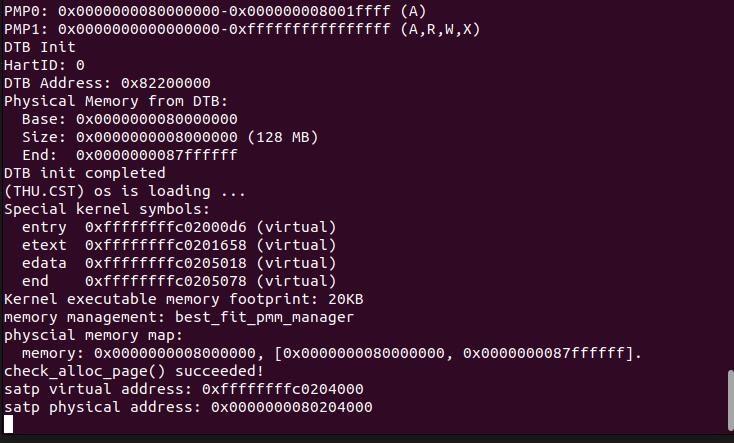 PMP0: 0x0000000080000000-0x000000008001ffff (A)
PMP1: 0x0000000000000000-0xffffffffffffffff (A,R,W,X)
DTB Init
HartID: 0
DTB Address: 0x82200000
Physical Memory from DTB:
  Base: 0x0000000080000000
  Size: 0x0000000008000000 (128 MB)
  End:  0x0000000087ffffff
DTB init completed
(THU.CST) os is loading ...
Special kernel symbols:
  entry  0xffffffffc02000d6 (virtual)
  etext  0xffffffffc0201658 (virtual)
  edata  0xffffffffc0205018 (virtual)
  end    0xffffffffc0205078 (virtual)
Kernel executable memory footprint: 20KB
memory management: best_fit_pmm_manager
physcial memory map:
  memory: 0x0000000008000000, [0x0000000080000000, 0x0000000087ffffff].
check_alloc_page() succeeded!
satp virtual address: 0xffffffffc0204000
satp physical address: 0x0000000080204000